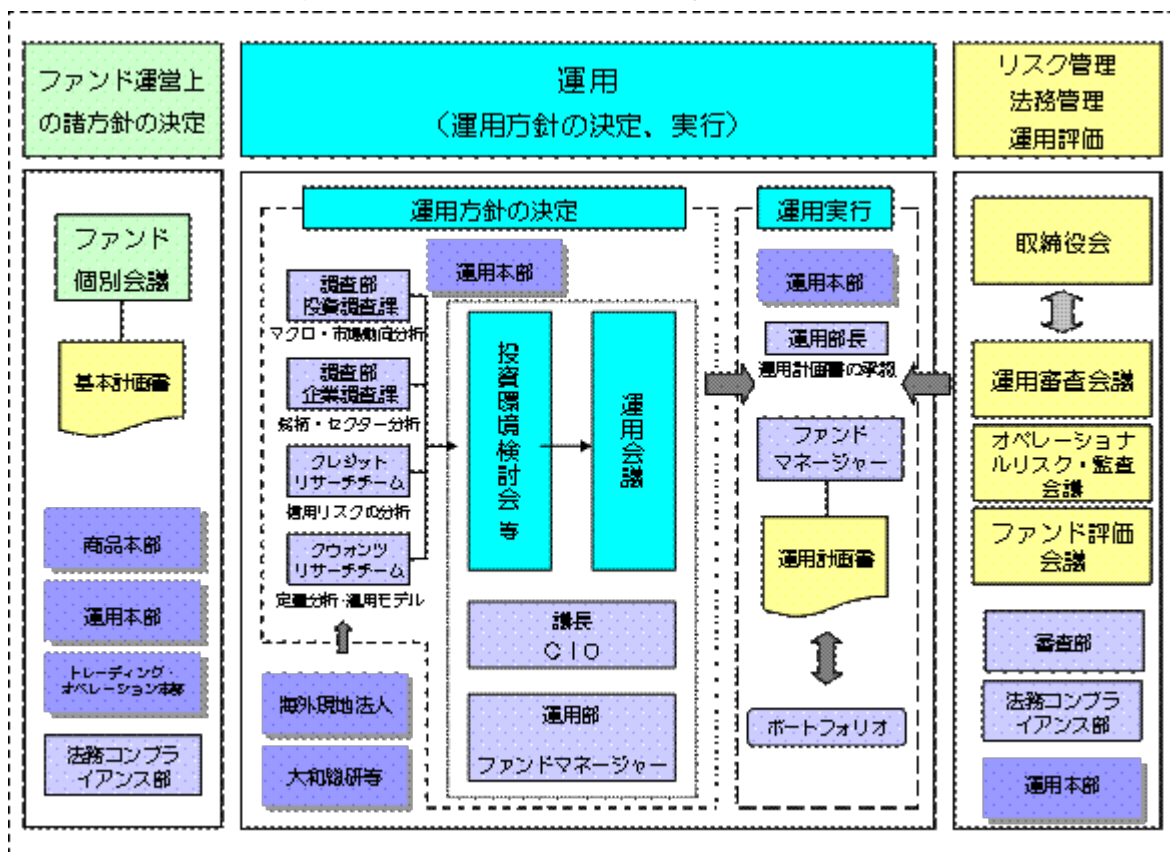 ファンド運営上
の諸方針の決定
運用
（運用方針の決定、実行）
リスク管理
法務管理
運用評価
ファンド
個別会議
基本計画書
商品本部
運用本部
トレーディング・
オペレーション本部
法務コンプラ
イアンス部
運用方針の決定
運用本部
調査部
投資調査課
マクロ・市場動向分析
調査部
企業調査課
銘柄・セクター分析
クレジット
リサーチチーム
信用リスクの分析
クウォンツ
リサーチチーム
定量分析・運用モデル
海外現地法人
大和総研等
投資環境検討会 等
運用会議
議長
ＣＩＯ
運用部
ファンドマネージャー
運用実行
運用本部
運用部長
運用計画書の承認
ファンド
マネージャー
運用計画書
ポートフォリオ
取締役会
運用審査会議
オペレーショナ
ルリスク・監査
会議
ファンド評価
会議
審査部
法務コンプラ
イアンス部
運用本部